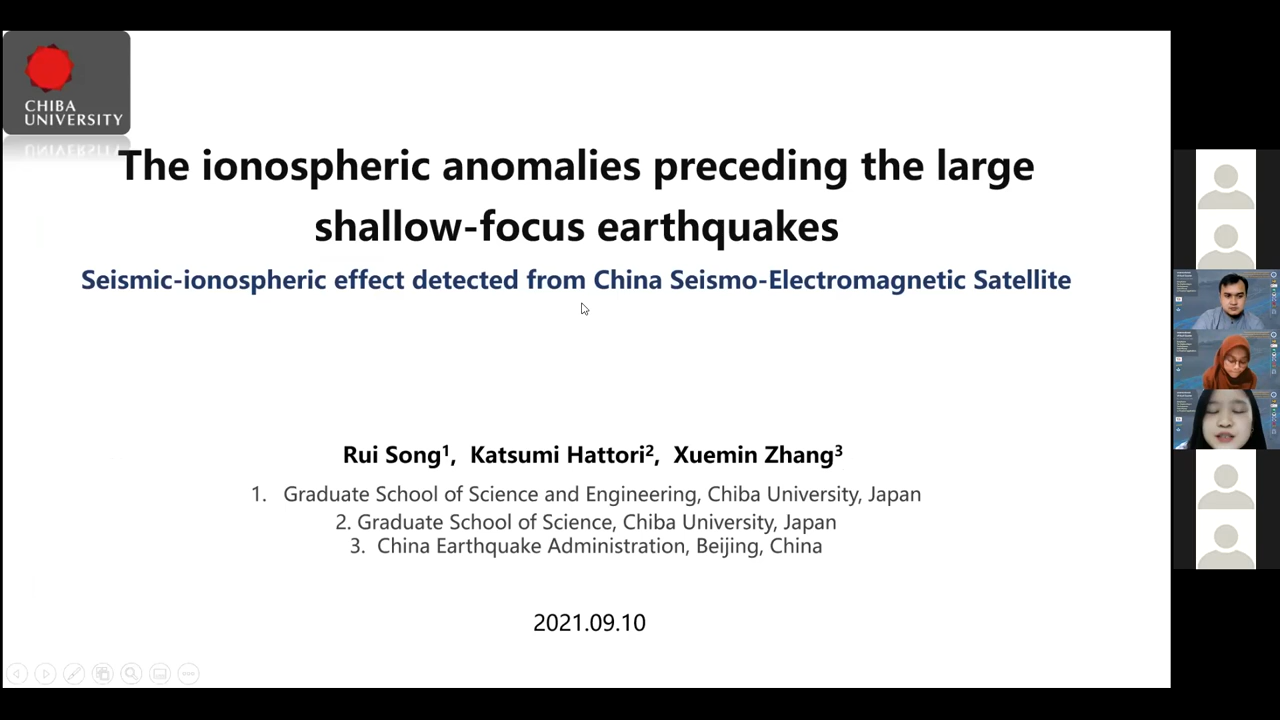 CHIBA
UNIVERSITY
The ionospheric anomalies preceding the large
shallow-focus earthquakes
Seismic-ionospheric effect detected from China Seismo-Electromagnetic Satellite
Rui Song¹, Katsumi Hattori², Xuemin Zhang³
1. Graduate School of Science and Engineering, Chiba University, Japan
2. Graduate School of Science, Chiba University, Japan
3. China Earthquake Administration, Beijing, China
2021.09.10